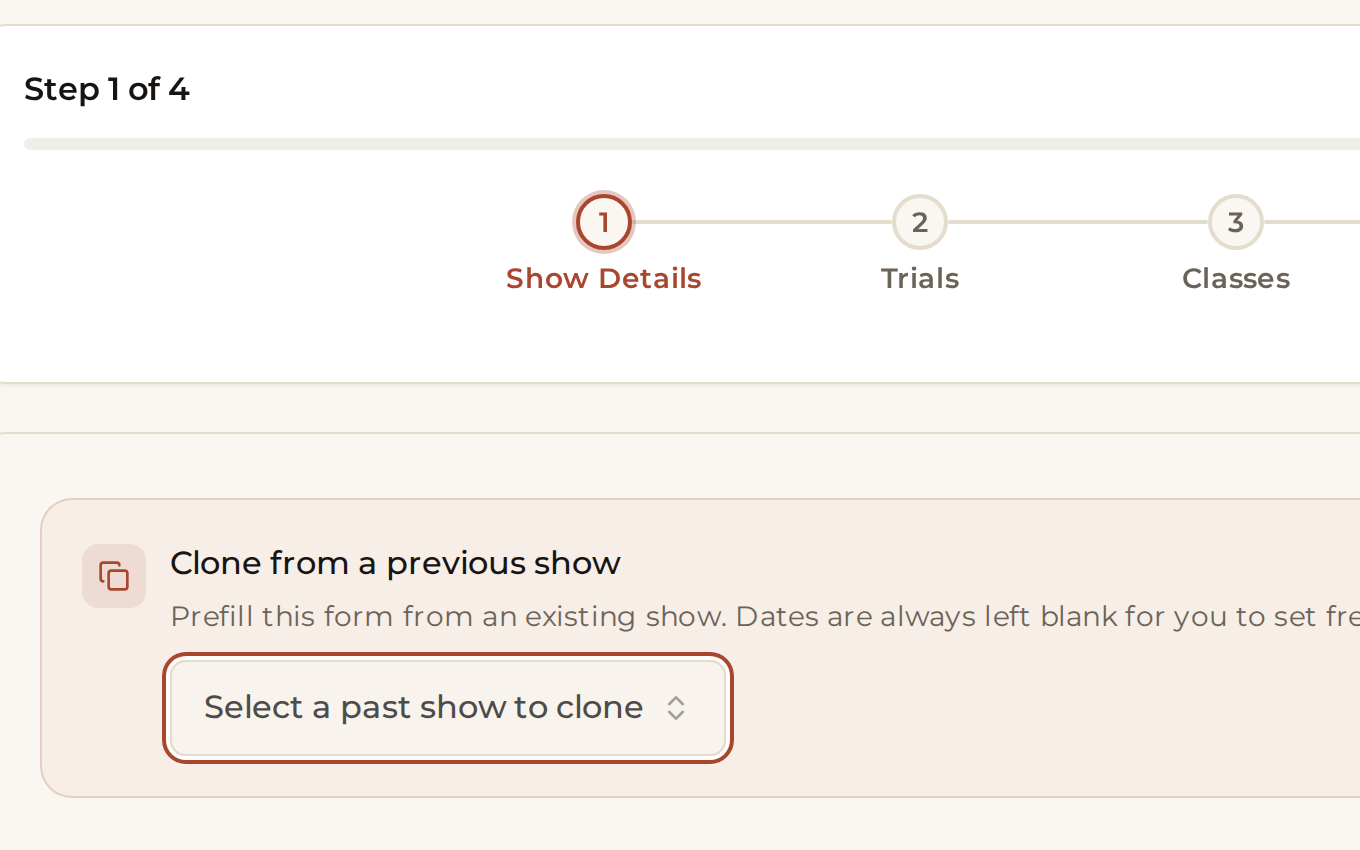 Step 1 of 4
1
2
3
Show Details
Trials
Classes
Clone from a previous show
Prefill this form from an existing show. Dates are always left blank for you to set
Select a past show to clone